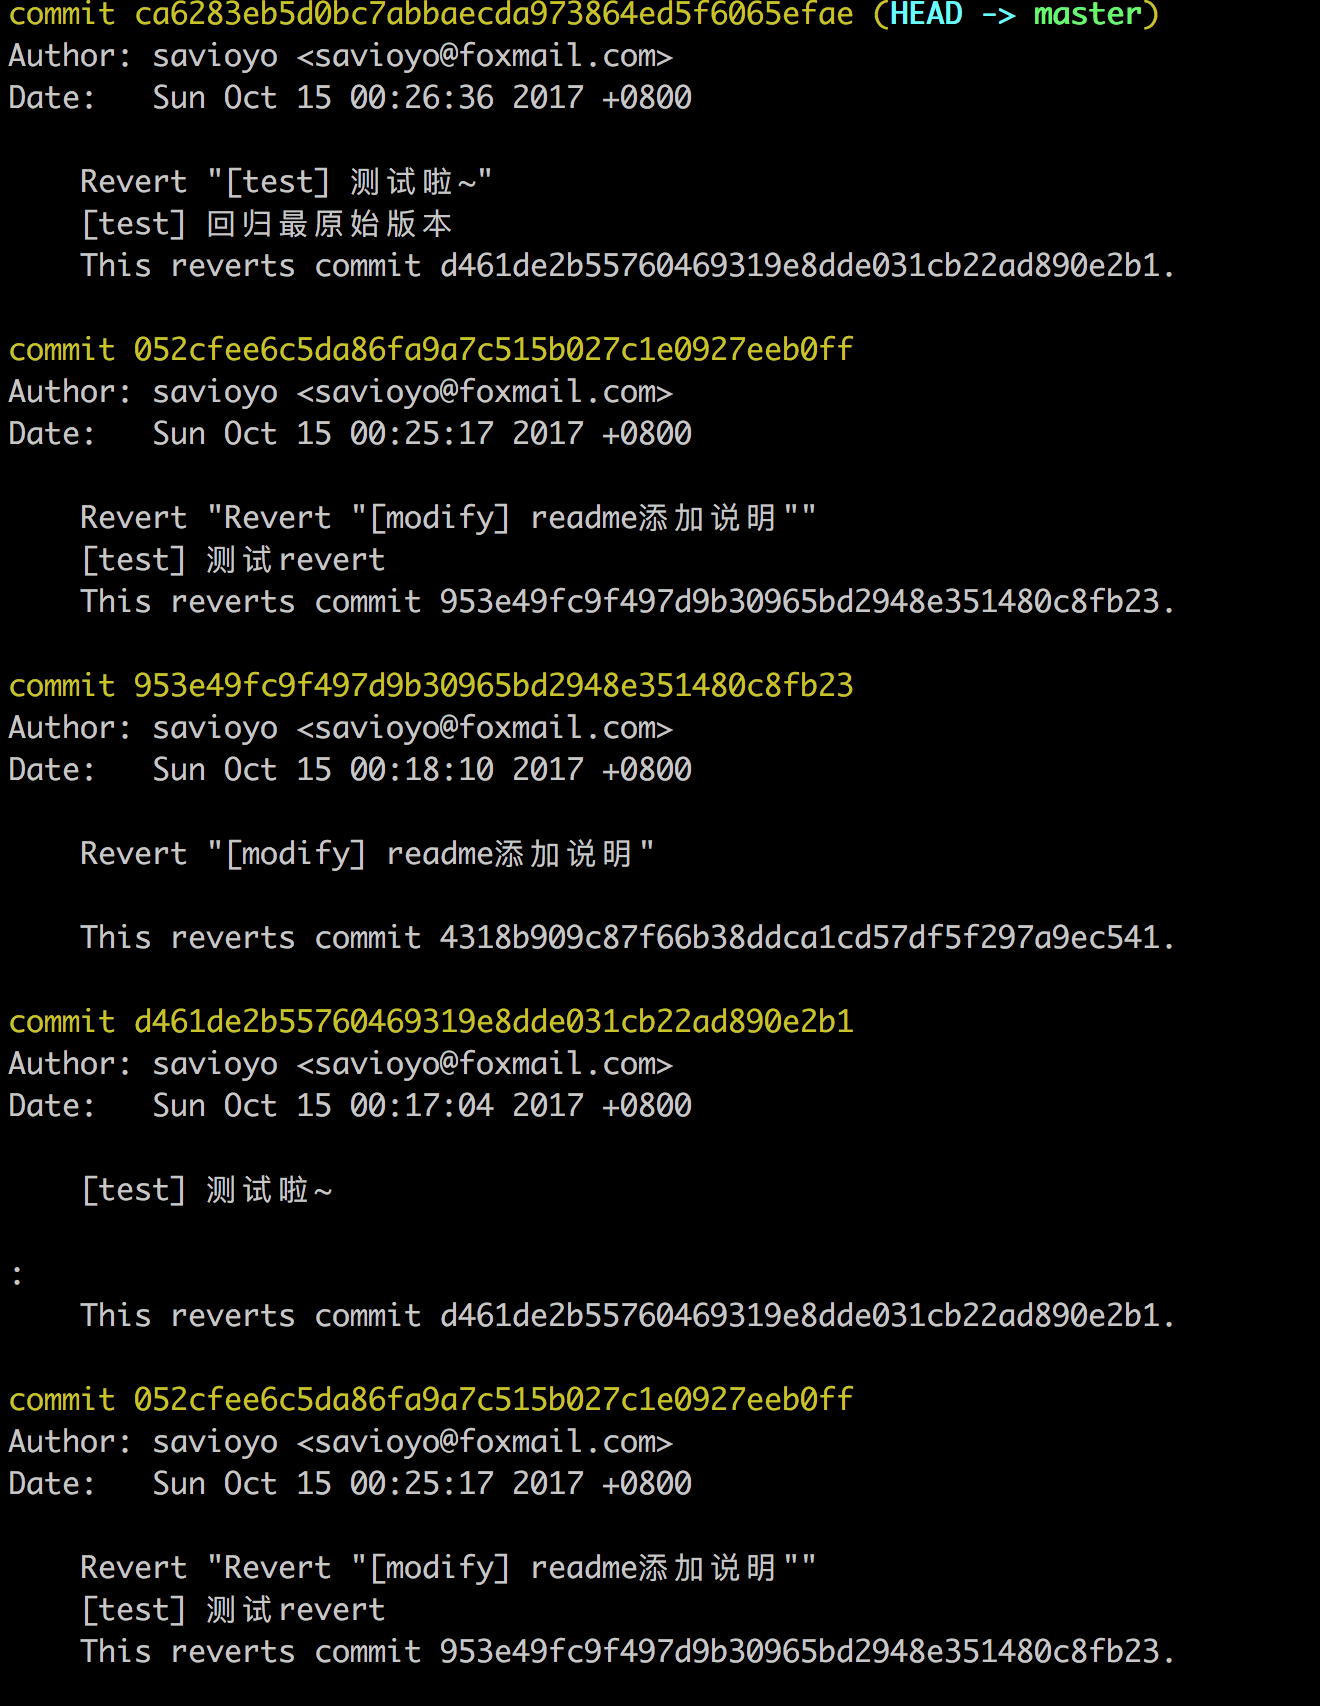 commit ca6283eb5d0bc7abbaecda973864ed5f6065efae (HEAD -> master)
Author: savioyo <savioyo@foxmail.com>
Date:   Sun Oct 15 00:26:36 2017 +0800
Revert "[test] 测试啦~"
[test] 回归最原始版本
This reverts commit d461de2b55760469319e8dde031cb22ad890e2b1.
commit 052cfee6c5da86fa9a7c515b027c1e0927eeb0ff
Author: savioyo <savioyo@foxmail.com>
Date:   Sun Oct 15 00:25:17 2017 +0800
Revert "Revert "[modify] readme添加说明""
[test] 测试revert
This reverts commit 953e49fc9f497d9b30965bd2948e351480c8fb23.
commit 953e49fc9f497d9b30965bd2948e351480c8fb23
Author: savioyo <savioyo@foxmail.com>
Date:   Sun Oct 15 00:18:10 2017 +0800
Revert "[modify] readme添加说明"
This reverts commit 4318b909c87f66b38ddca1cd57df5f297a9ec541.
commit d461de2b55760469319e8dde031cb22ad890e2b1
Author: savioyo <savioyo@foxmail.com>
Date:   Sun Oct 15 00:17:04 2017 +0800
[test] 测试啦~
:
This reverts commit d461de2b55760469319e8dde031cb22ad890e2b1.
commit 052cfee6c5da86fa9a7c515b027c1e0927eeb0ff
Author: savioyo <savioyo@foxmail.com>
Date:   Sun Oct 15 00:25:17 2017 +0800
Revert "Revert "[modify] readme添加说明""
[test] 测试revert
This reverts commit 953e49fc9f497d9b30965bd2948e351480c8fb23.